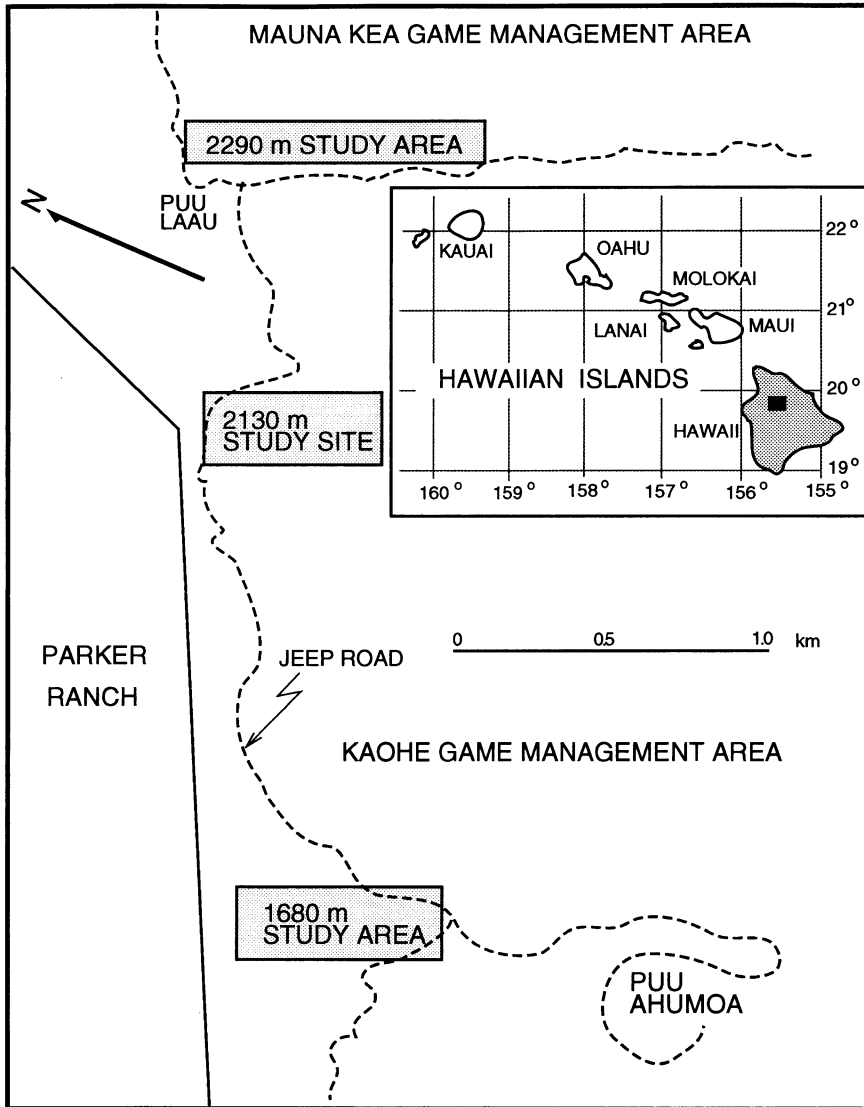 MAUNA KEA GAME MANAGEMENT AREA
2290 m STUDY AREA
PUU
LAAU
N
KAUAI
OAHU
MOLOKAI
LANAI
MAUI
HAWAIIAN ISLANDS
HAWAII
22°
21°
20°
19°
160° 159° 158° 157° 156° 155°
2130 m
STUDY SITE
0 0.5 1.0 km
PARKER
RANCH
JEEP ROAD
KAOHE GAME MANAGEMENT AREA
1680 m
STUDY AREA
PUU
AHUMOA